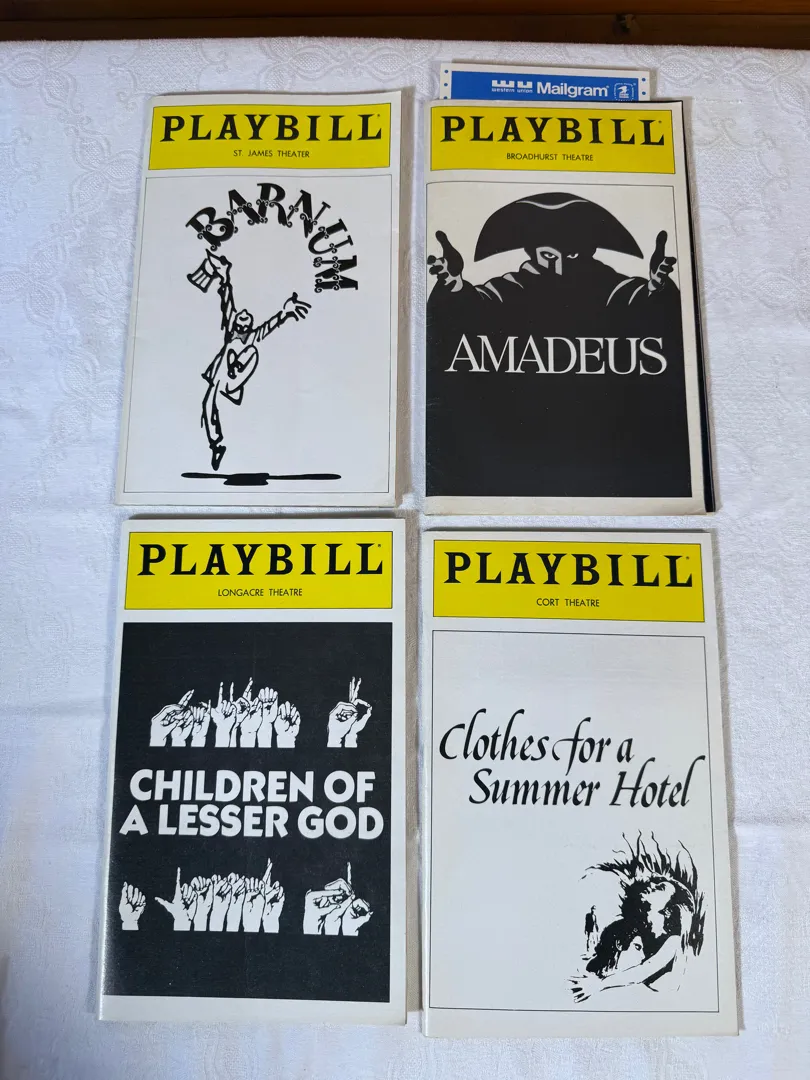 western union Mailgram
PLAYBILL
ST. JAMES THEATER
BARNUM
PLAYBILL
BROADHURST THEATRE
AMADEUS
PLAYBILL
LONGACRE THEATRE
CHILDREN OF
A LESSER GOD
PLAYBILL
CORT THEATRE
Clothes for a
Summer Hotel